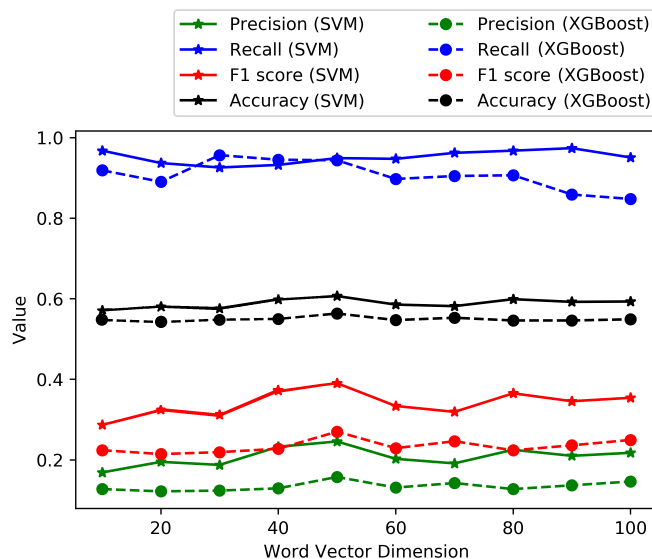 Precision (SVM)
Recall (SVM)
F1 score (SVM)
Accuracy (SVM)
Precision (XGBoost)
Recall (XGBoost)
F1 score (XGBoost)
Accuracy (XGBoost)
1.0
0.8
0.6
0.4
0.2
Value
20
40
60
80
100
Word Vector Dimension